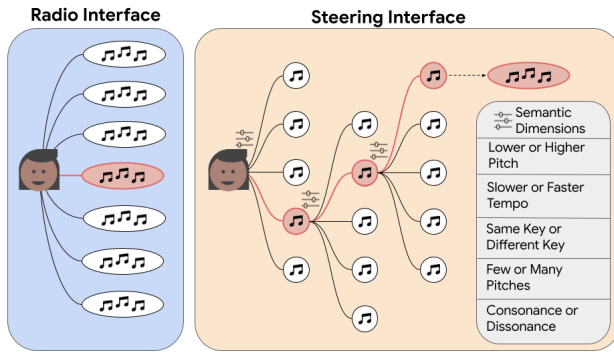 Radio Interface
Steering Interface
Semantic
Dimensions
Lower or Higher
Pitch
Slower or Faster
Tempo
Same Key or
Different Key
Few or Many
Pitches
Consonance or
Dissonance